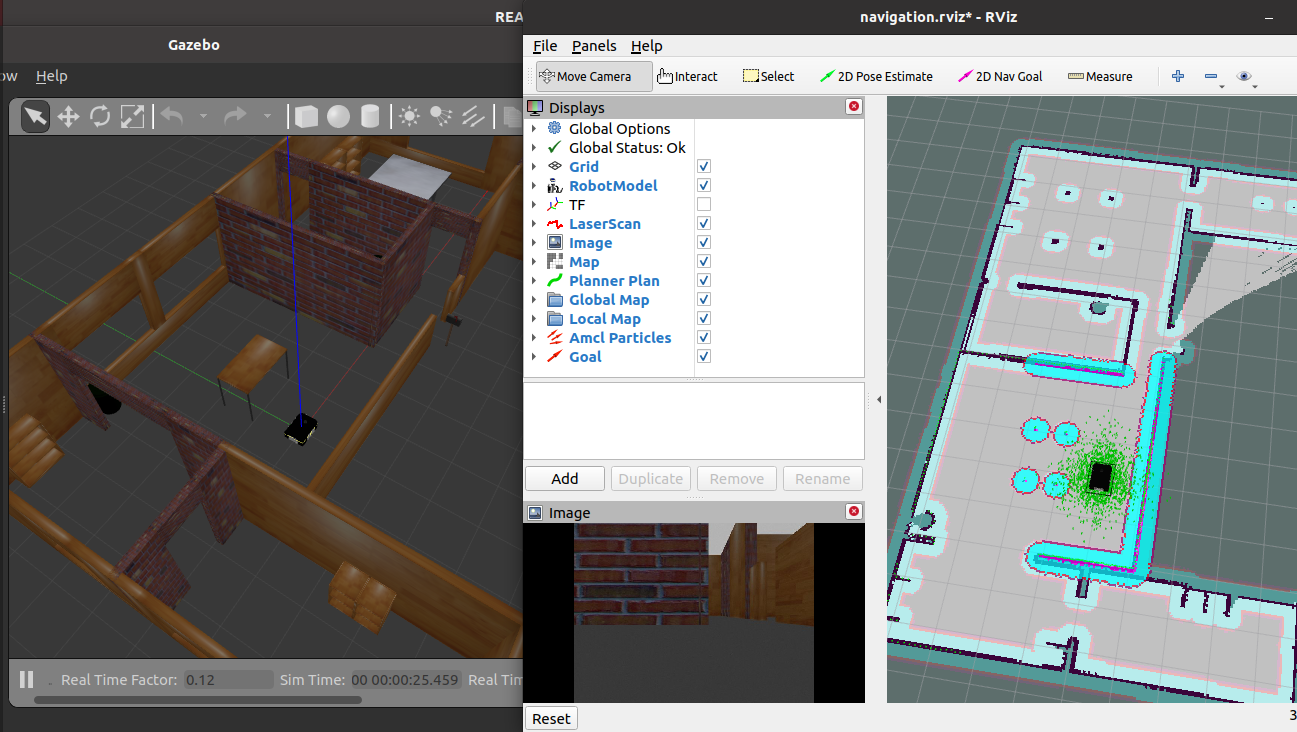 REA
Gazebo
ow Help
Real Time Factor: 0.12 Sim Time: 00 00:00:25.459 Real Tim
navigation.rviz* - RViz
File Panels Help
Move Camera Interact Select 2D Pose Estimate 2D Nav Goal Measure
Displays
Global Options
Global Status: Ok
Grid
RobotModel
TF
LaserScan
Image
Map
Planner Plan
Global Map
Local Map
Amcl Particles
Goal
Add Duplicate Remove Rename
Image
Reset
3